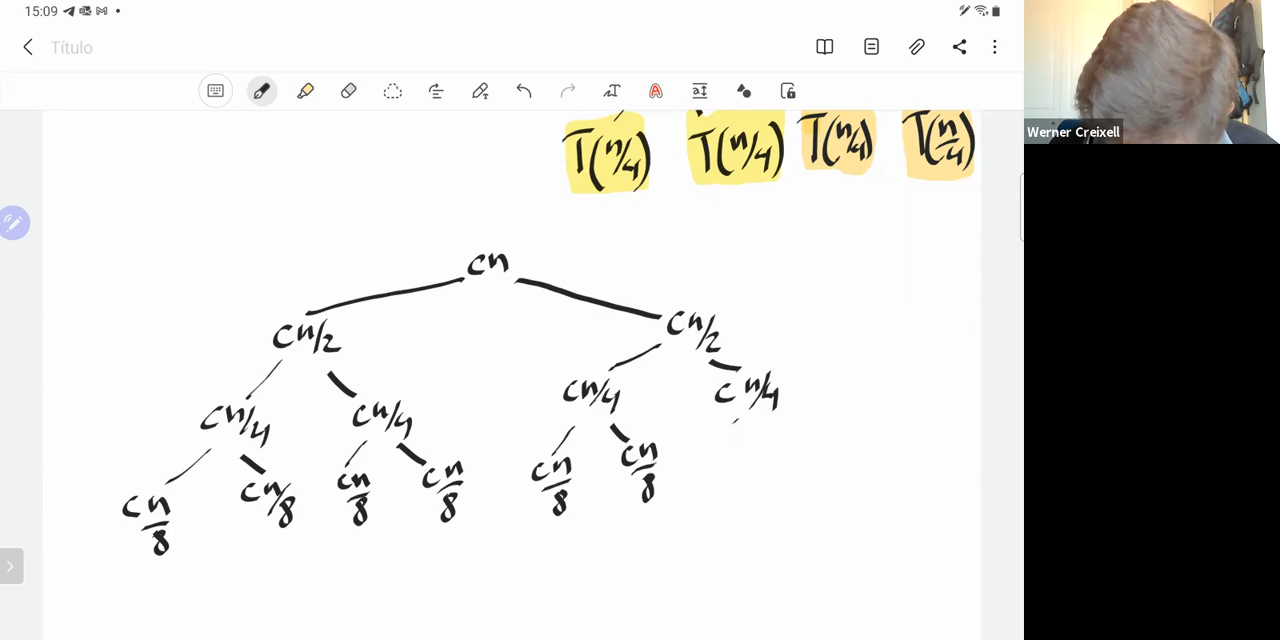 15:09
Título
T(n/4) T(n/4) T(n/4) T(n/4)
Werner Creixell
cn
cn/2 cn/2
cn/4 cn/4 cn/4 cn/4
cn/8 cn/8 cn/8 cn/8 cn/8 cn/8